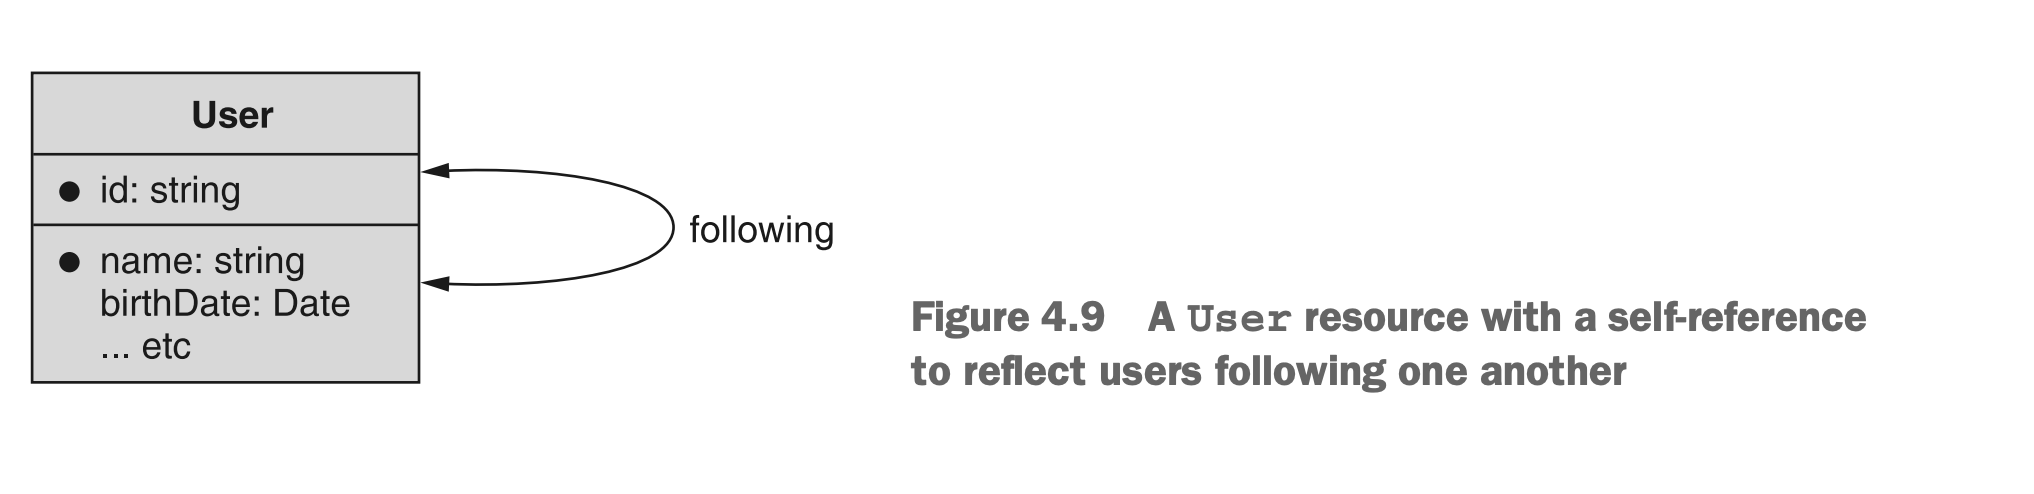 User
● id: string
● name: string
birthDate: Date
... etc
following
Figure 4.9 A User resource with a self-reference
to reflect users following one another